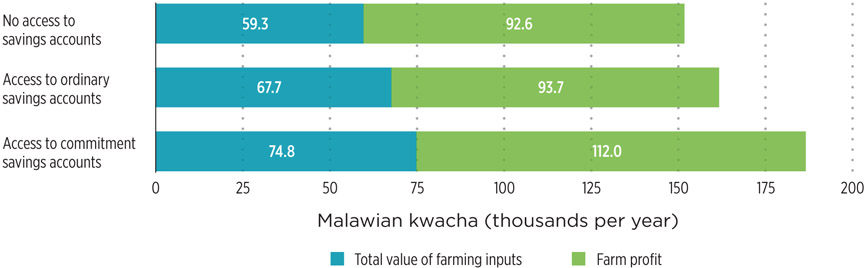 No access to
savings accounts
59.3
92.6
Access to ordinary
savings accounts
67.7
93.7
Access to commitment
savings accounts
74.8
112.0
0 25 50 75 100 125 150 175 200
Malawian kwacha (thousands per year)
Total value of farming inputs
Farm profit